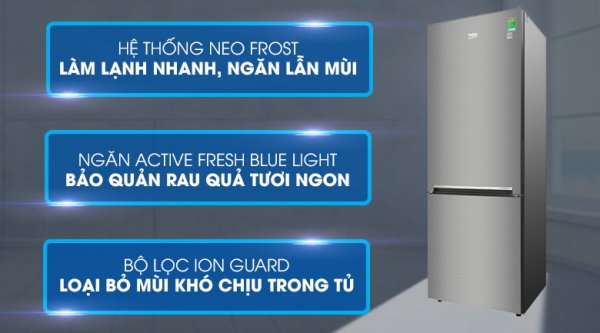 HỆ THỐNG NEO FROST
LÀM LẠNH NHANH, NGĂN LẪN MÙI
beko
NGĂN ACTIVE FRESH BLUE LIGHT
BẢO QUẢN RAU QUẢ TƯƠI NGON
BỘ LỌC ION GUARD
LOẠI BỎ MÙI KHÓ CHỊU TRONG TỦ